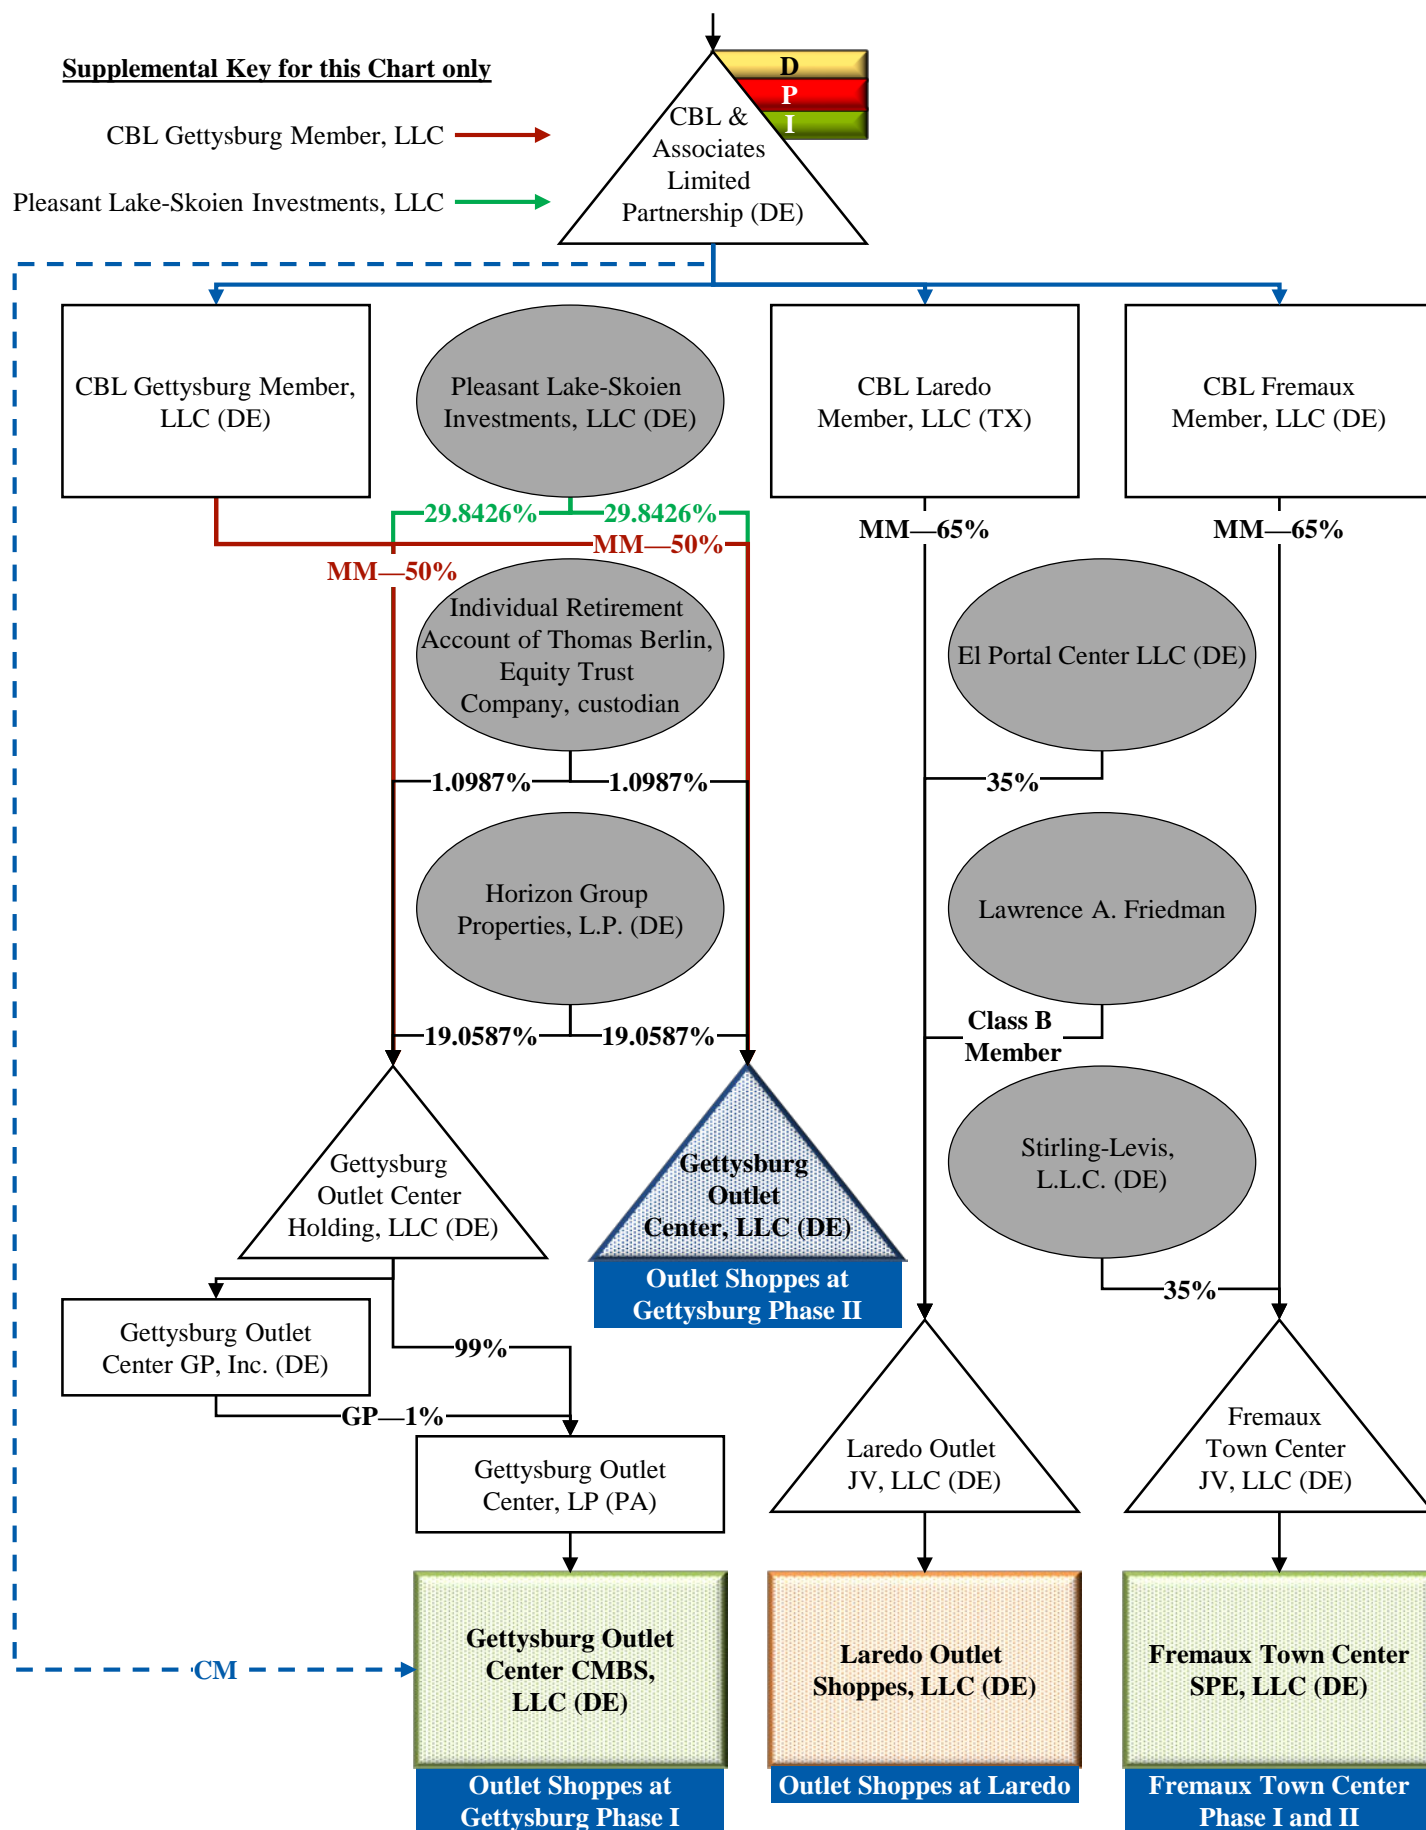 Supplemental Key for this Chart only
CBL Gettysburg Member, LLC
Pleasant Lake-Skoien Investments, LLC
D
P
I
CBL &
Associates
Limited
Partnership (DE)
CBL Gettysburg Member,
LLC (DE)
Pleasant Lake-Skoien
Investments, LLC (DE)
CBL Laredo
Member, LLC (TX)
CBL Fremaux
Member, LLC (DE)
29.8426%
29.8426%
MM—50%
MM—50%
MM—65%
MM—65%
Individual Retirement
Account of Thomas Berlin,
Equity Trust
Company, custodian
El Portal Center LLC (DE)
1.0987%
1.0987%
35%
Horizon Group
Properties, L.P. (DE)
Lawrence A. Friedman
19.0587%
19.0587%
Class B
Member
Gettysburg
Outlet Center
Holding, LLC (DE)
Gettysburg
Outlet
Center, LLC (DE)
Outlet Shoppes at
Gettysburg Phase II
Stirling-Levis,
L.L.C. (DE)
35%
Gettysburg Outlet
Center GP, Inc. (DE)
99%
GP—1%
Gettysburg Outlet
Center, LP (PA)
Laredo Outlet
JV, LLC (DE)
Fremaux
Town Center
JV, LLC (DE)
CM
Gettysburg Outlet
Center CMBS,
LLC (DE)
Outlet Shoppes at
Gettysburg Phase I
Laredo Outlet
Shoppes, LLC (DE)
Outlet Shoppes at Laredo
Fremaux Town Center
SPE, LLC (DE)
Fremaux Town Center
Phase I and II